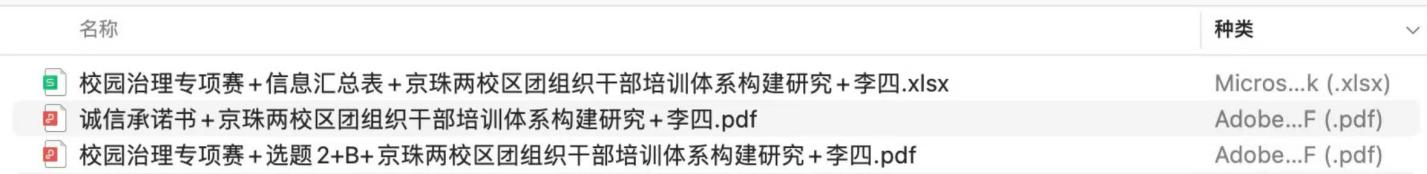 名称 种类
校园治理专项赛+信息汇总表+京珠两校区团组织干部培训体系构建研究+李四.xlsx Micros...k (.xlsx)
诚信承诺书+京珠两校区团组织干部培训体系构建研究+李四.pdf Adobe...F (.pdf)
校园治理专项赛+选题2+B+京珠两校区团组织干部培训体系构建研究+李四.pdf Adobe...F (.pdf)